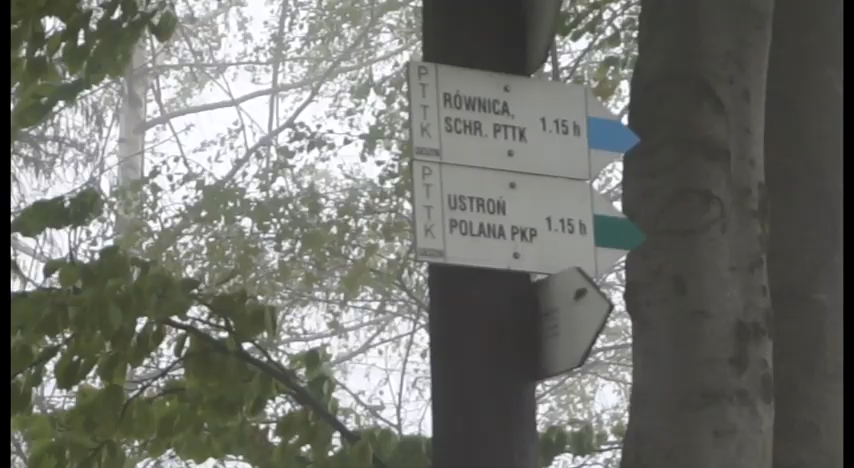 PTTK
RÓWNICA,
SCHR. PTTK
1.15 h
PTTK
USTROŃ
POLANA PKP
1.15 h